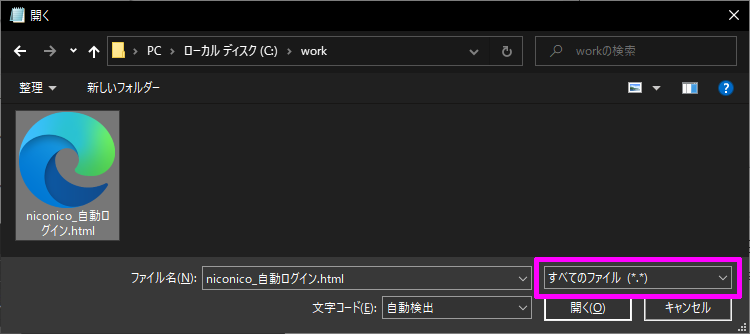 開く
PC › ローカル ディスク (C:) › work
workの検索
整理 新しいフォルダー
niconico_自動ロ
グイン.html
ファイル名(N): niconico_自動ログイン.html すべてのファイル (*.*)
文字コード(E): 自動検出 開く(O) キャンセル